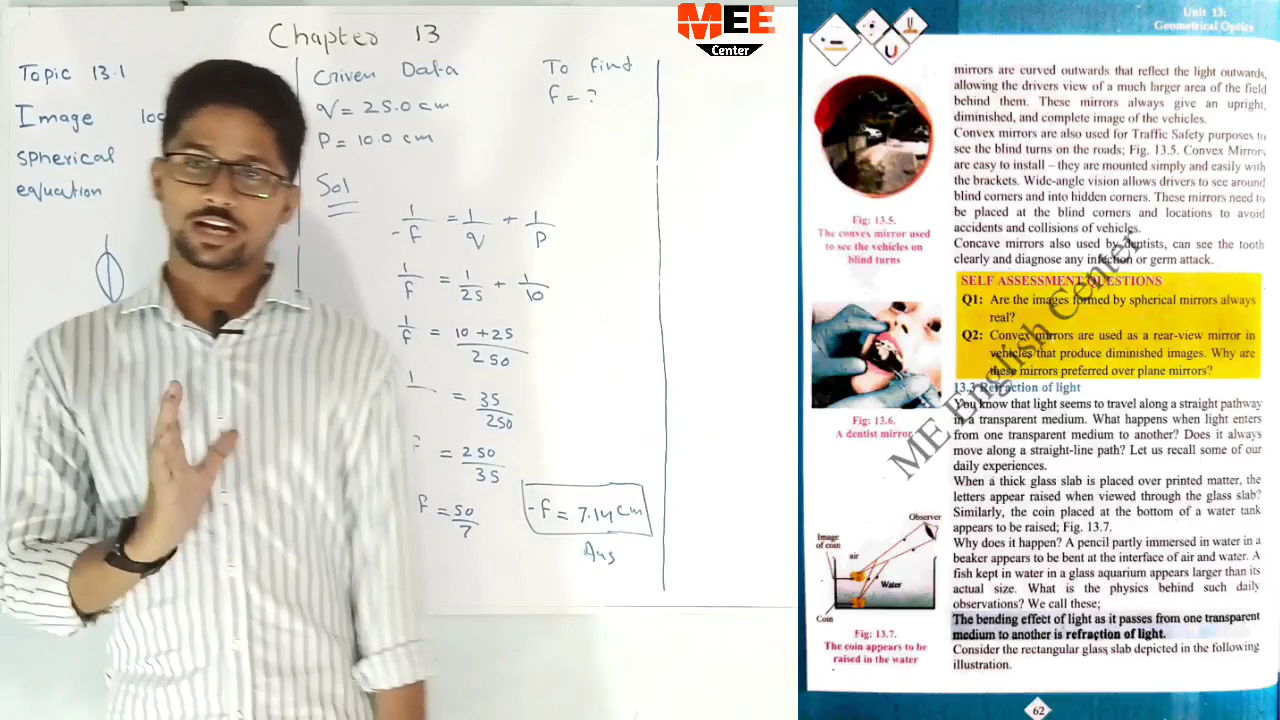 Chapter 13
MEE
Center
Topic 13.1
Image
spherical
equation
Given Data
q = 25.0 cm
P = 10.0 cm
To find
f = ?
Sol
1/-f = 1/q + 1/p
1/f = 1/25 + 1/10
1/f = 10+25/250
1 = 35/250
f = 250/35
f = 50/7
-f = 7.14 cm
Ans
Unit 13:
Geometrical Optics
mirrors are curved outwards that reflect the light outwards,
allowing the drivers view of a much larger area of the field
behind them. These mirrors always give an upright,
diminished, and complete image of the vehicles.
Convex mirrors are also used for Traffic Safety purposes to
see the blind turns on the roads; Fig. 13.5. Convex Mirrors
are easy to install – they are mounted simply and easily with
the brackets. Wide-angle vision allows drivers to see around
blind corners and into hidden corners. These mirrors need to
be placed at the blind corners and locations to avoid
accidents and collisions of vehicles.
Concave mirrors also used by dentists, can see the tooth
clearly and diagnose any infection or germ attack.
Fig: 13.5.
The convex mirror used
to see the vehicles on
blind turns
SELF ASSESSMENT QUESTIONS
Q1: Are the images formed by spherical mirrors always
real?
Q2: Convex mirrors are used as a rear-view mirror in
vehicles that produce diminished images. Why are
these mirrors preferred over plane mirrors?
Fig: 13.6.
A dentist mirror
13.3 Refraction of light
You know that light seems to travel along a straight pathway
in a transparent medium. What happens when light enters
from one transparent medium to another? Does it always
move along a straight-line path? Let us recall some of our
daily experiences.
When a thick glass slab is placed over printed matter, the
letters appear raised when viewed through the glass slab?
Similarly, the coin placed at the bottom of a water tank
appears to be raised; Fig. 13.7.
Why does it happen? A pencil partly immersed in water in a
beaker appears to be bent at the interface of air and water. A
fish kept in water in a glass aquarium appears larger than its
actual size. What is the physics behind such daily
observations? We call these;
The bending effect of light as it passes from one transparent
medium to another is refraction of light.
Consider the rectangular glass slab depicted in the following
illustration.
Observer
Image
of coin
air
Water
Coin
Fig: 13.7.
The coin appears to be
raised in the water
ME English Center
62